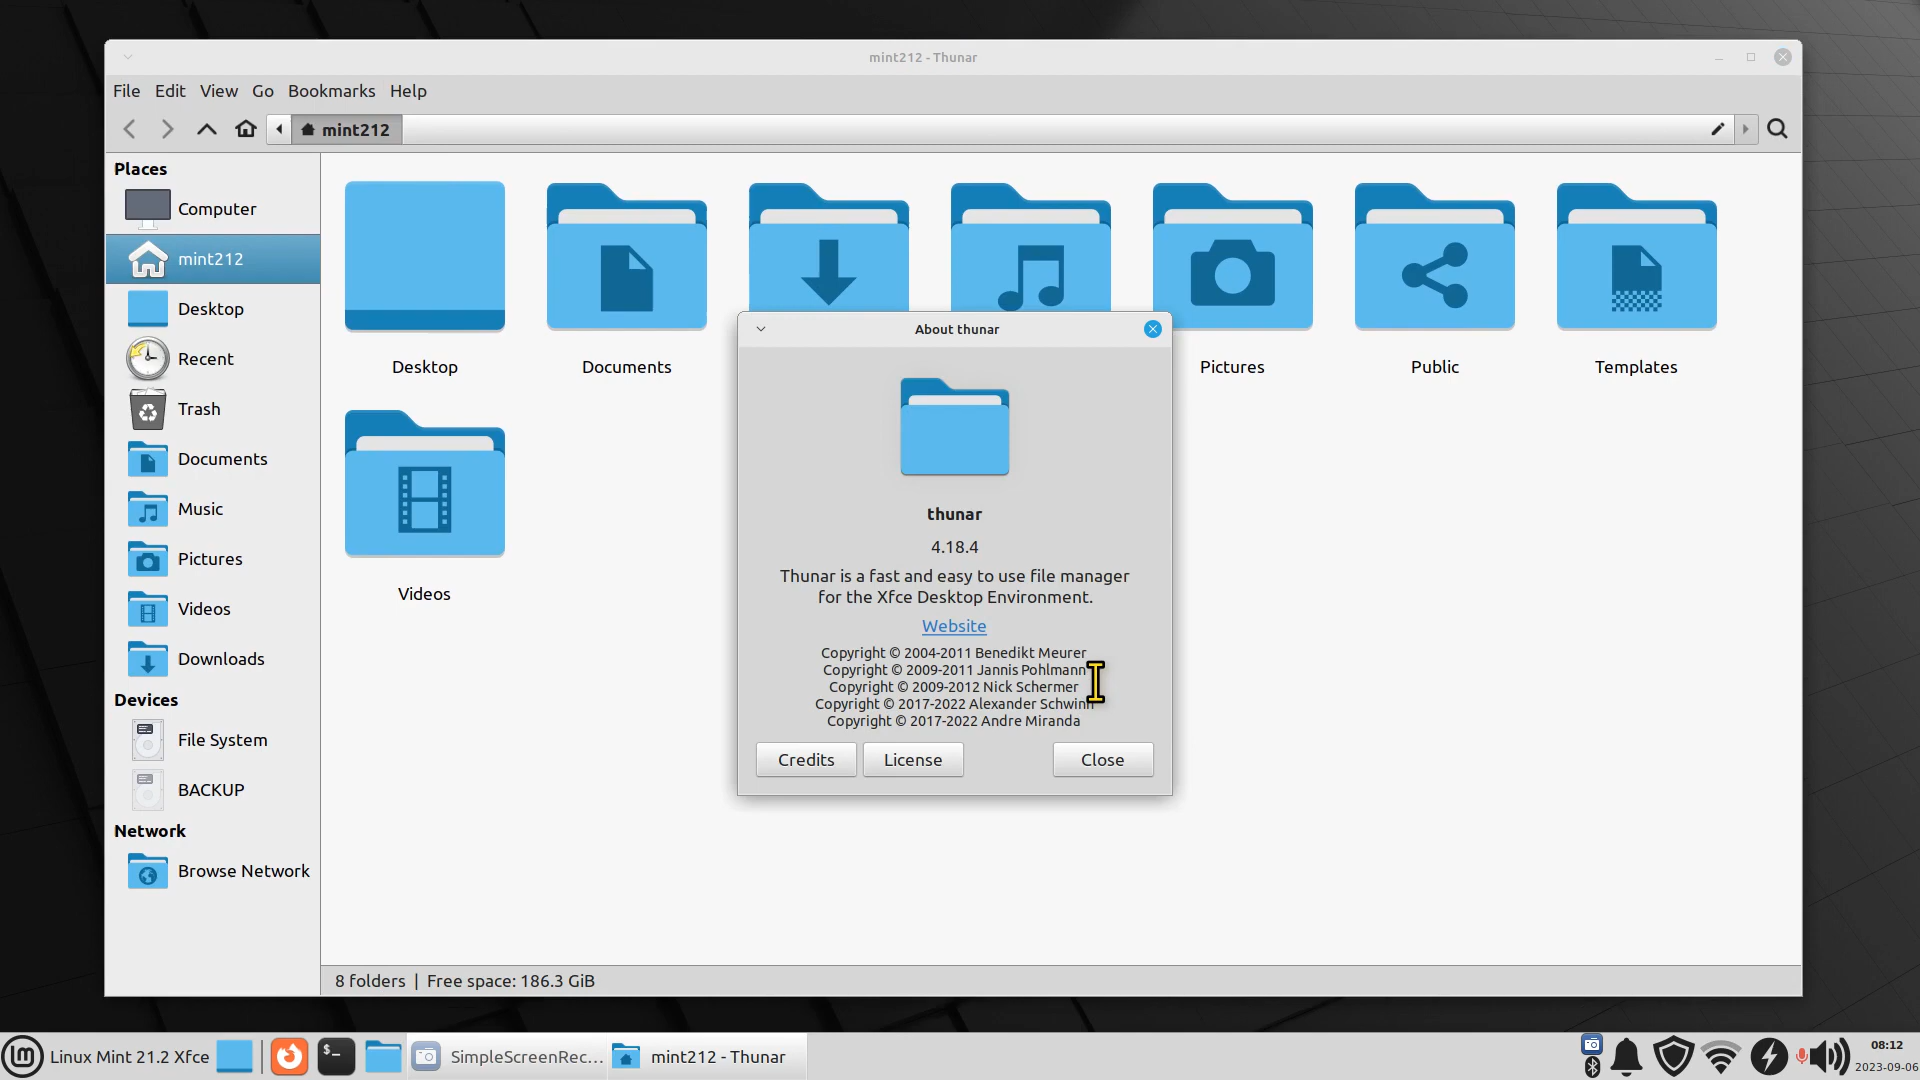 mint212 - Thunar
File Edit View Go Bookmarks Help
mint212
Places
Computer
mint212
Desktop
Recent
Trash
Documents
Music
Pictures
Videos
Downloads
Devices
File System
BACKUP
Network
Browse Network
Desktop
Documents
Pictures
Public
Templates
Videos
About thunar
thunar
4.18.4
Thunar is a fast and easy to use file manager
for the Xfce Desktop Environment.
Website
Copyright © 2004-2011 Benedikt Meurer
Copyright © 2009-2011 Jannis Pohlmann
Copyright © 2009-2012 Nick Schermer
Copyright © 2017-2022 Alexander Schwinn
Copyright © 2017-2022 Andre Miranda
Credits License Close
8 folders | Free space: 186.3 GiB
Linux Mint 21.2 Xfce
$-
SimpleScreenRec...
mint212 - Thunar
08:12
2023-09-06